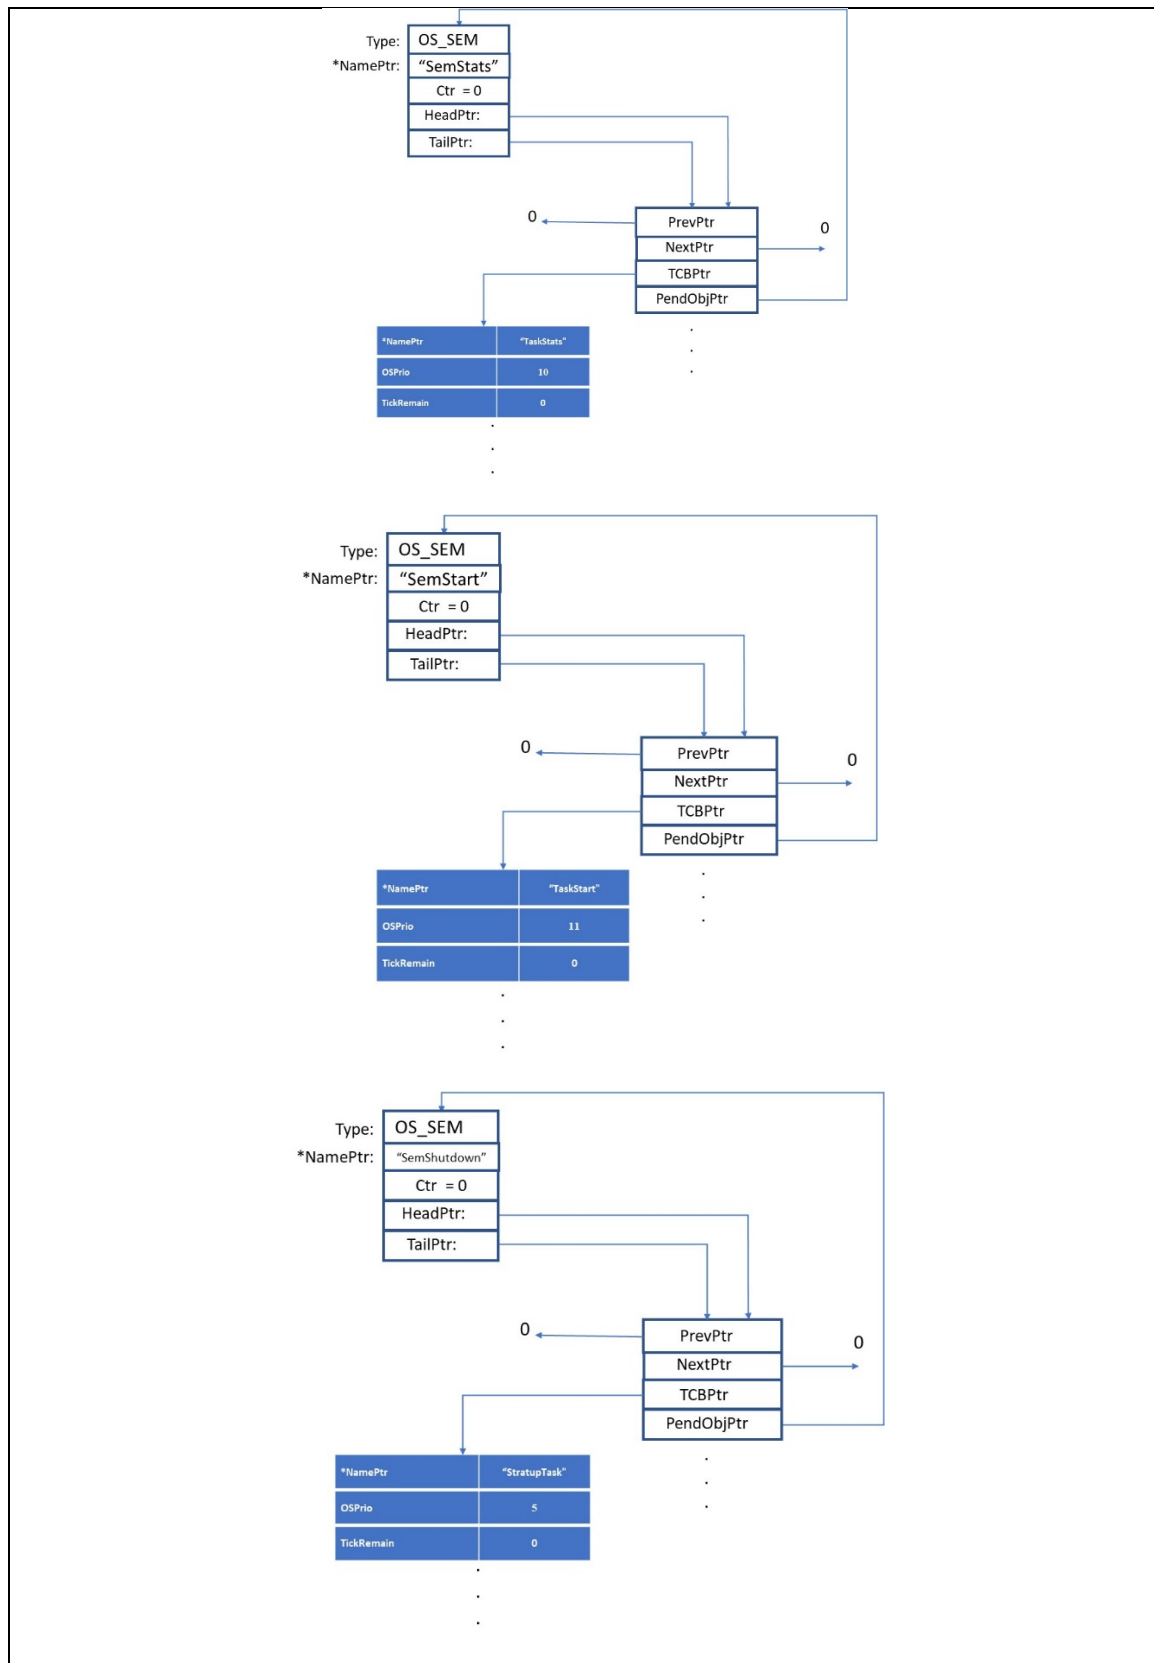 Type: OS_SEM
*NamePtr: “SemStats”
Ctr = 0
HeadPtr:
TailPtr:
0 PrevPtr 0
NextPtr
TCBPtr
PendObjPtr
*NamePtr “TaskStats”
OSPrio 10
TickRemain 0
Type: OS_SEM
*NamePtr: “SemStart”
Ctr = 0
HeadPtr:
TailPtr:
0 PrevPtr 0
NextPtr
TCBPtr
PendObjPtr
*NamePtr “TaskStart”
OSPrio 11
TickRemain 0
Type: OS_SEM
*NamePtr: “SemShutdown”
Ctr = 0
HeadPtr:
TailPtr:
0 PrevPtr 0
NextPtr
TCBPtr
PendObjPtr
*NamePtr “StratupTask”
OSPrio 5
TickRemain 0